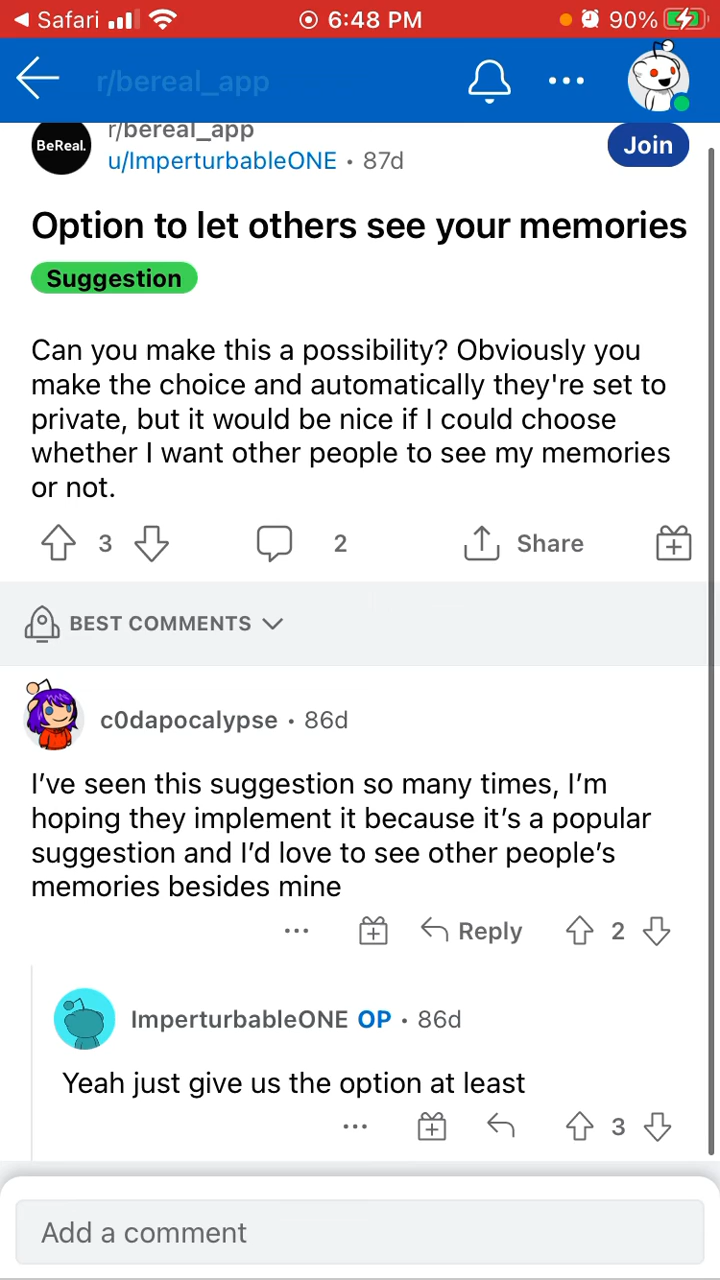 Safari 6:48 PM 90%
r/bereal_app
BeReal. r/bereal_app
u/ImperturbableONE • 87d
Join
Option to let others see your memories
Suggestion
Can you make this a possibility? Obviously you
make the choice and automatically they're set to
private, but it would be nice if I could choose
whether I want other people to see my memories
or not.
3 2 Share
BEST COMMENTS
c0dapocalypse • 86d
I’ve seen this suggestion so many times, I’m
hoping they implement it because it’s a popular
suggestion and I’d love to see other people’s
memories besides mine
... Reply 2
ImperturbableONE OP • 86d
Yeah just give us the option at least
... 3
Add a comment